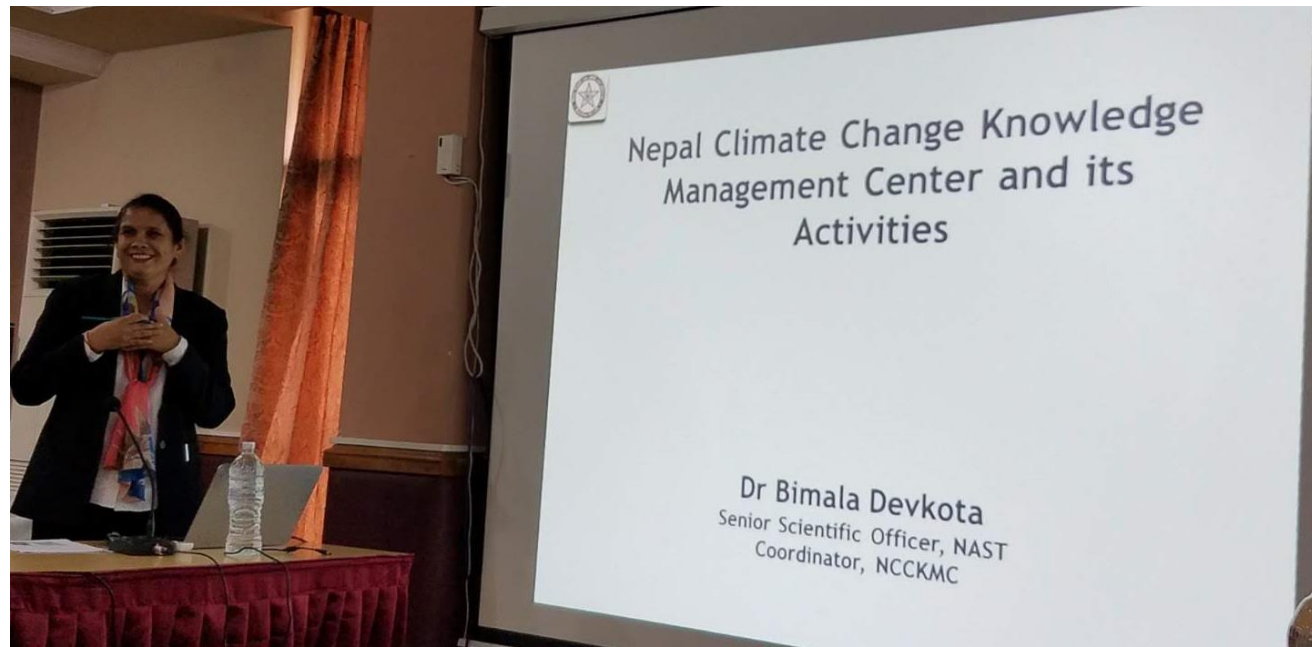 Nepal Climate Change Knowledge
Management Center and its
Activities
Dr Bimala Devkota
Senior Scientific Officer, NAST
Coordinator, NCCKMC